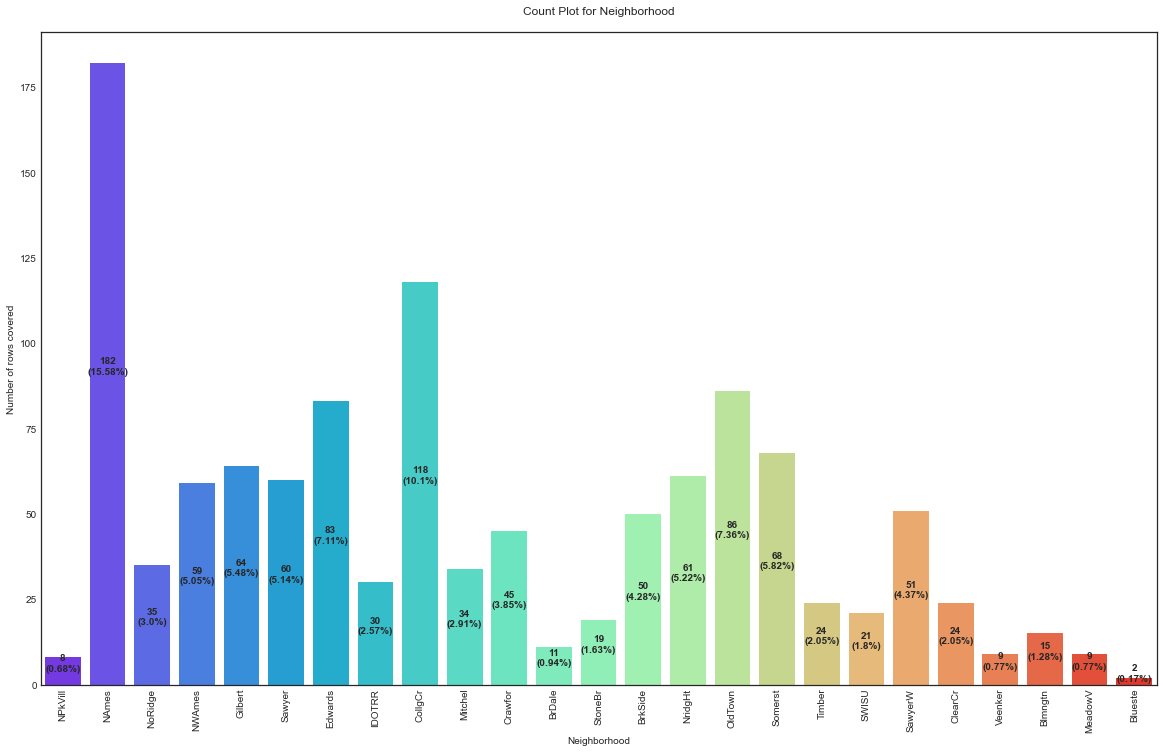 Count Plot for Neighborhood
Number of rows covered
175
150
125
100
75
50
25
0
8
(0.68%)
182
(15.58%)
35
(3.0%)
59
(5.05%)
64
(5.48%)
60
(5.14%)
83
(7.11%)
30
(2.57%)
118
(10.1%)
34
(2.91%)
45
(3.85%)
11
(0.94%)
19
(1.63%)
50
(4.28%)
61
(5.22%)
86
(7.36%)
68
(5.82%)
24
(2.05%)
21
(1.8%)
51
(4.37%)
24
(2.05%)
9
(0.77%)
15
(1.28%)
9
(0.77%)
2
(0.17%)
NPkVill
NAmes
NoRidge
NWAmes
Gilbert
Sawyer
Edwards
IDOTRR
CollgCr
Mitchel
Crawfor
BrDale
StoneBr
BrkSide
NridgHt
OldTown
Somerst
Timber
SWISU
SawyerW
ClearCr
Veenker
Blmngtn
MeadowV
Blueste
Neighborhood